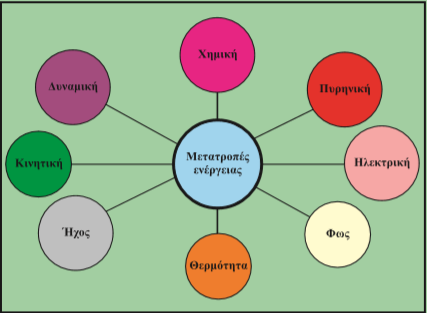 Χημική
Δυναμική
Πυρηνική
Κινητική
Μετατροπές
ενέργειας
Ηλεκτρική
Ήχος
Φως
Θερμότητα